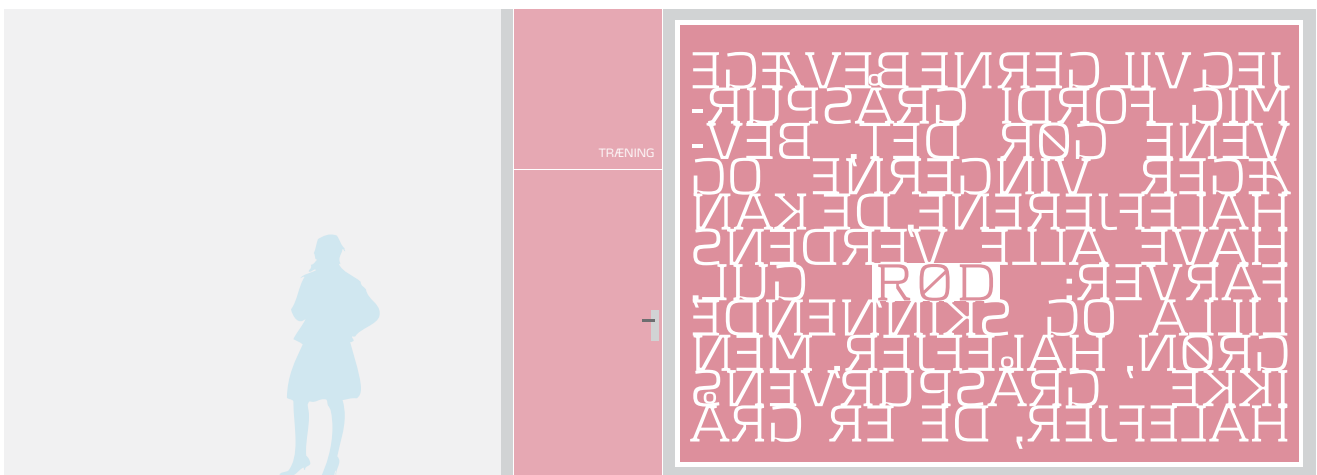 TRÆNING
JEG VIL GERNE BEVÆGE
MIG FORDI GRÅSPUR-
VENE GØR DET, BEV-
ÆGER VINGERNE OG
HALEFJERENE, DE KAN
HAVE ALLE VERDENS
FARVER: RØD GUL,
LILLA OG SKINNENDE
GRØN, HALEFJER, MEN
IKKE GRÅSPURVENS
HALEFJER, DE ER GRÅ